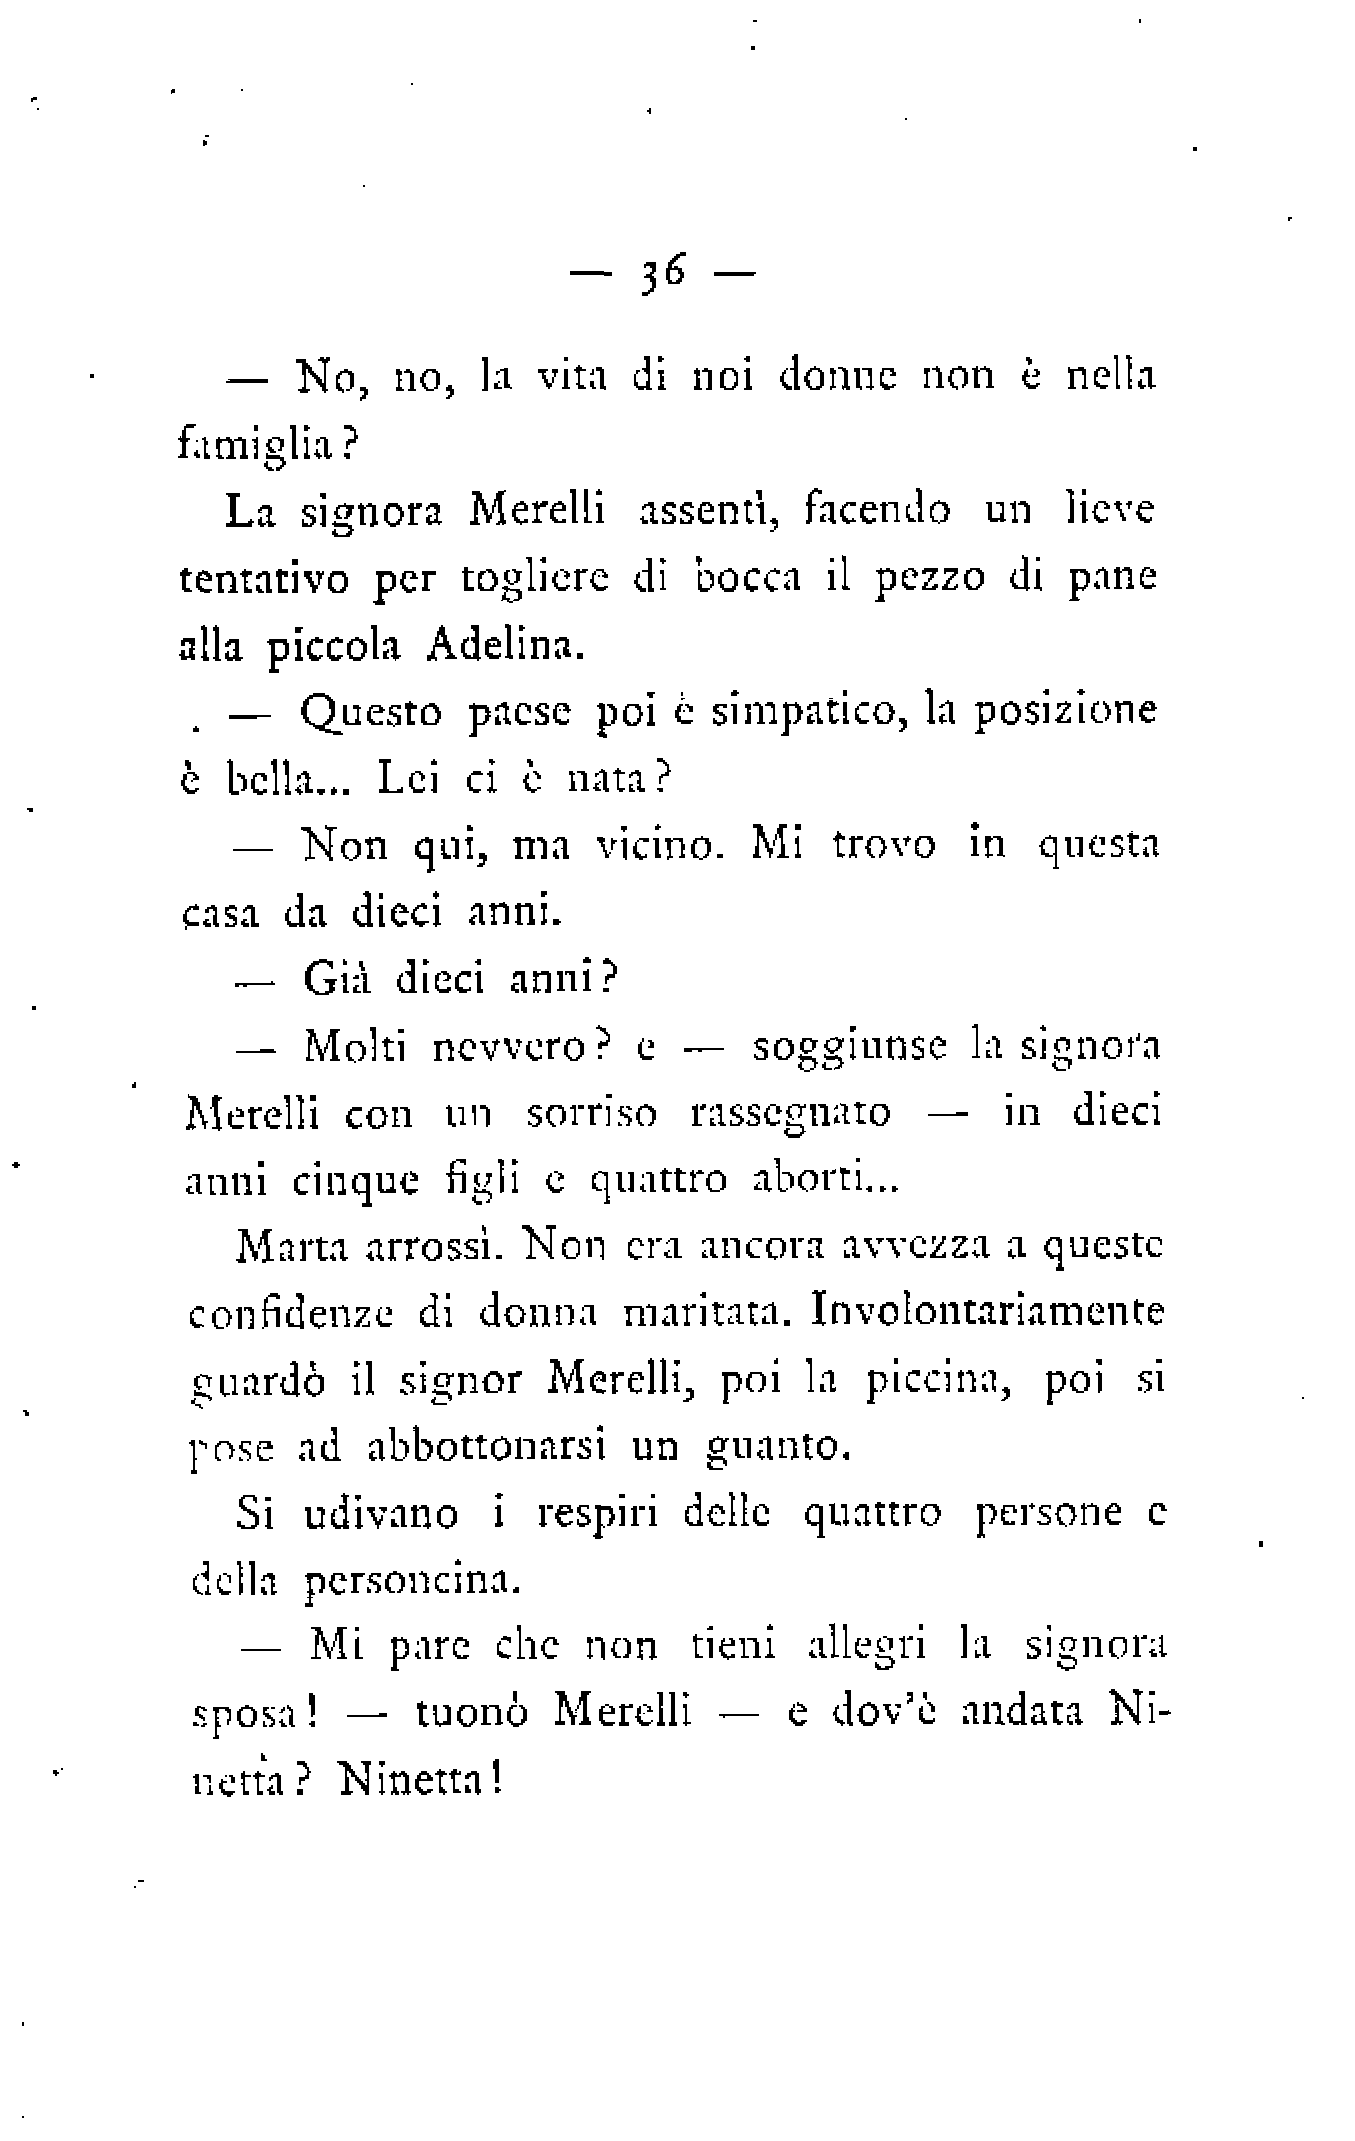 — 36 —
— No, no, la vita di noi donne non è nella
famiglia?
La signora Merelli assentì, facendo un lieve
tentativo per togliere di bocca il pezzo di pane
alla piccola Adelina.
— Questo paese poi è simpatico, la posizione
è bella... Lei ci è nata?
— Non qui, ma vicino. Mi trovo in questa
casa da dieci anni.
— Già dieci anni?
— Molti nevvero? e — soggiunse la signora
Merelli con un sorriso rassegnato — in dieci
anni cinque figli e quattro aborti...
Marta arrossì. Non era ancora avvezza a queste
confidenze di donna maritata. Involontariamente
guardò il signor Merelli, poi la piccina, poi si
pose ad abbottonarsi un guanto.
Si udivano i respiri delle quattro persone e
della personcina.
— Mi pare che non tieni allegri la signora
sposa! — tuonò Merelli — e dov'è andata Ni-
netta? Ninetta!